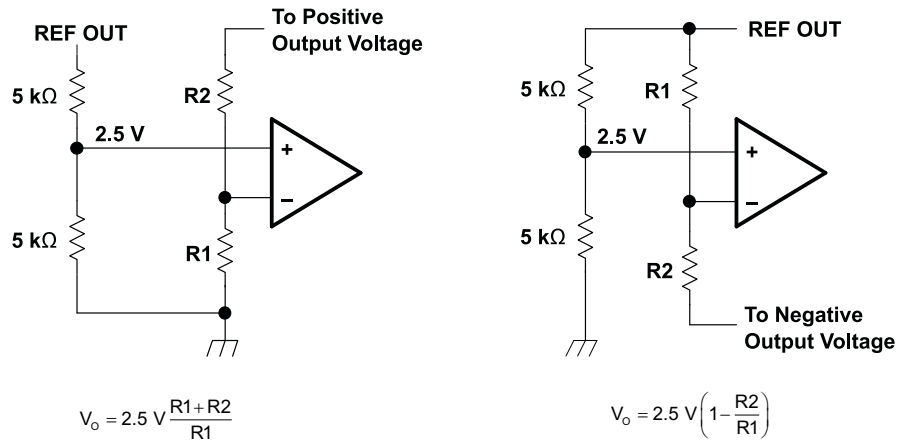 REF OUT
To Positive
Output Voltage
5 kΩ
R2
2.5 V
+
−
5 kΩ
R1
V_O = 2.5 V (R1+R2)/R1
REF OUT
5 kΩ
R1
2.5 V
+
−
5 kΩ
R2
To Negative
Output Voltage
V_O = 2.5 V(1−R2/R1)